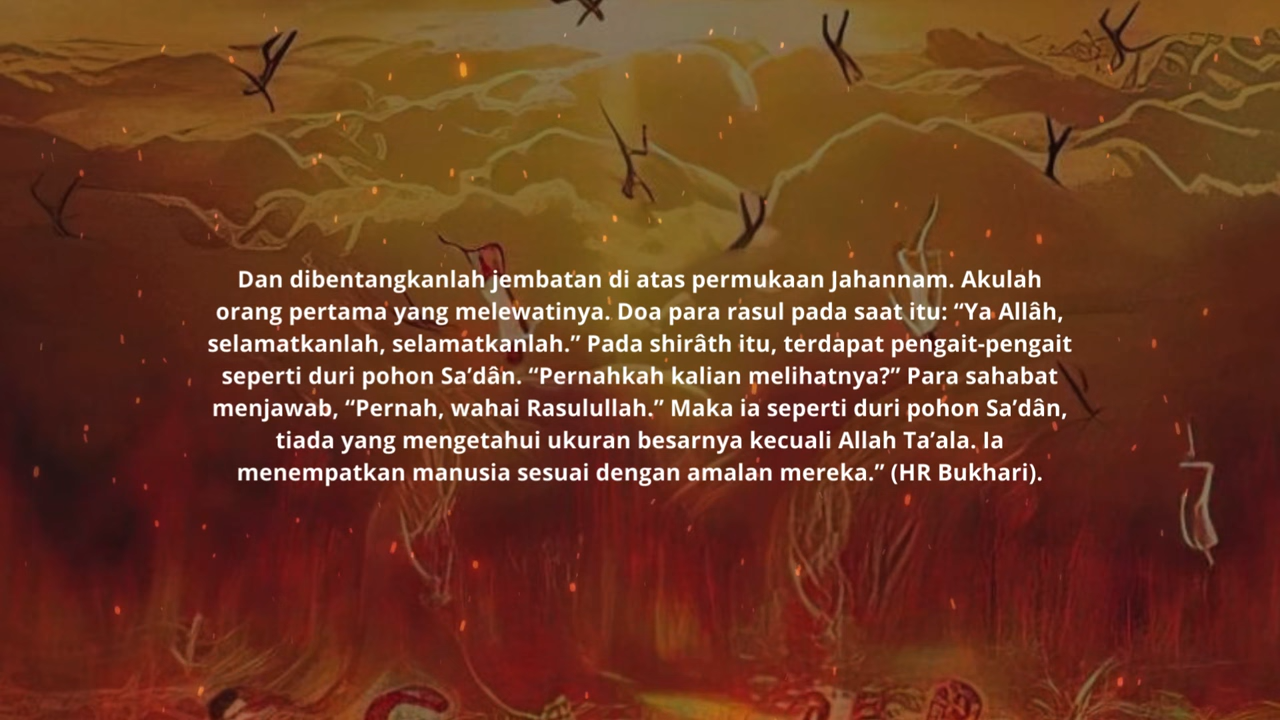 Dan dibentangkanlah jembatan di atas permukaan Jahannam. Akulah
orang pertama yang melewatinya. Doa para rasul pada saat itu: “Ya Allâh,
selamatkanlah, selamatkanlah.” Pada shirâth itu, terdapat pengait-pengait
seperti duri pohon Sa’dân. “Pernahkah kalian melihatnya?” Para sahabat
menjawab, “Pernah, wahai Rasulullah.” Maka ia seperti duri pohon Sa’dân,
tiada yang mengetahui ukuran besarnya kecuali Allah Ta’ala. Ia
menempatkan manusia sesuai dengan amalan mereka.” (HR Bukhari).